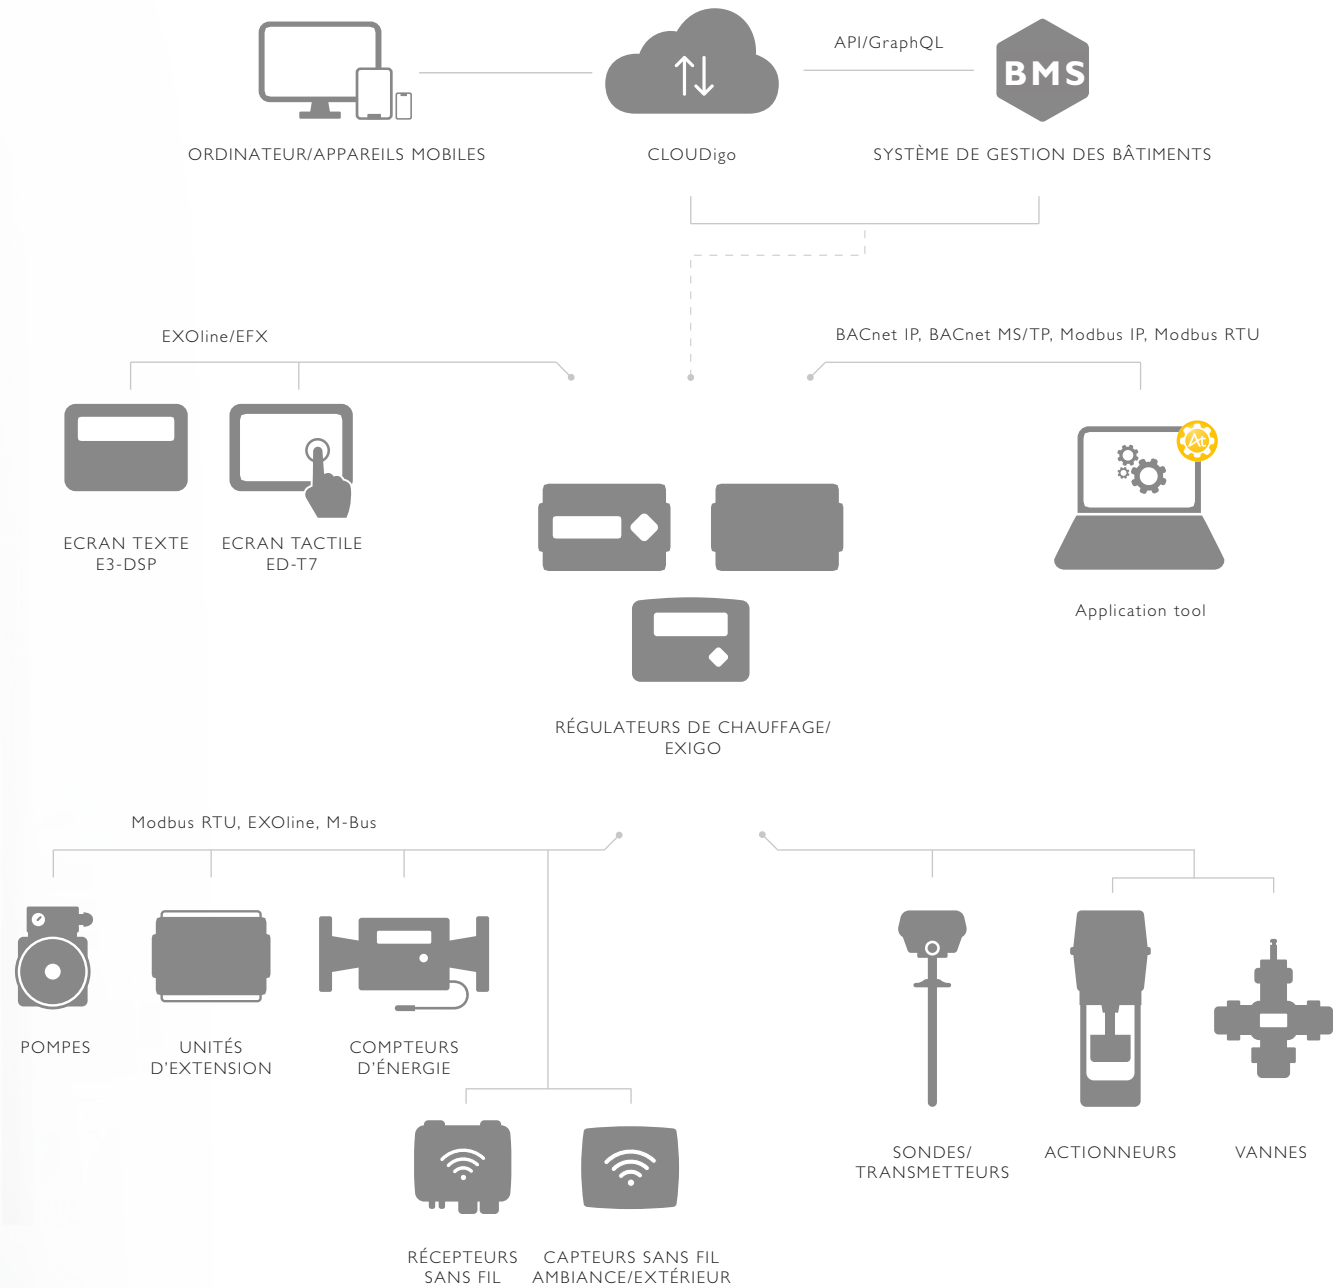 API/GraphQL
BMS
ORDINATEUR/APPAREILS MOBILES
CLOUDigo
SYSTÈME DE GESTION DES BÂTIMENTS
EXOline/EFX
BACnet IP, BACnet MS/TP, Modbus IP, Modbus RTU
At
ECRAN TEXTE
E3-DSP
ECRAN TACTILE
ED-T7
Application tool
RÉGULATEURS DE CHAUFFAGE/
EXIGO
Modbus RTU, EXOline, M-Bus
POMPES
UNITÉS
D'EXTENSION
COMPTEURS
D'ÉNERGIE
SONDES/
TRANSMETTEURS
ACTIONNEURS
VANNES
RÉCEPTEURS
SANS FIL
CAPTEURS SANS FIL
AMBIANCE/EXTÉRIEUR